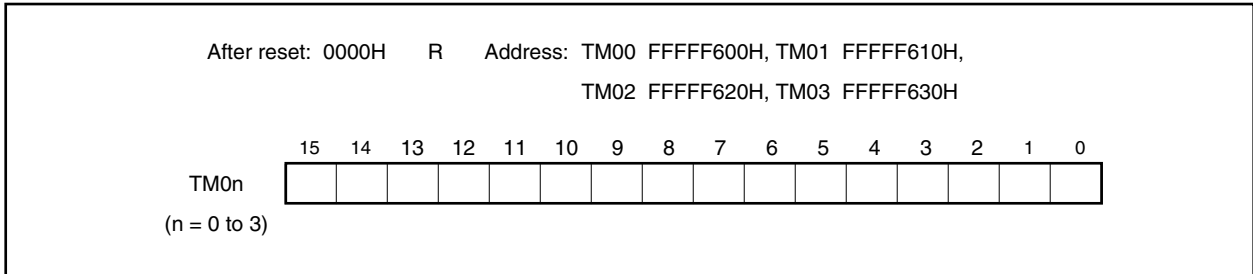 After reset: 0000H R Address: TM00 FFFFF600H, TM01 FFFFF610H,
TM02 FFFFF620H, TM03 FFFFF630H
15 14 13 12 11 10 9 8 7 6 5 4 3 2 1 0
TM0n
(n = 0 to 3)